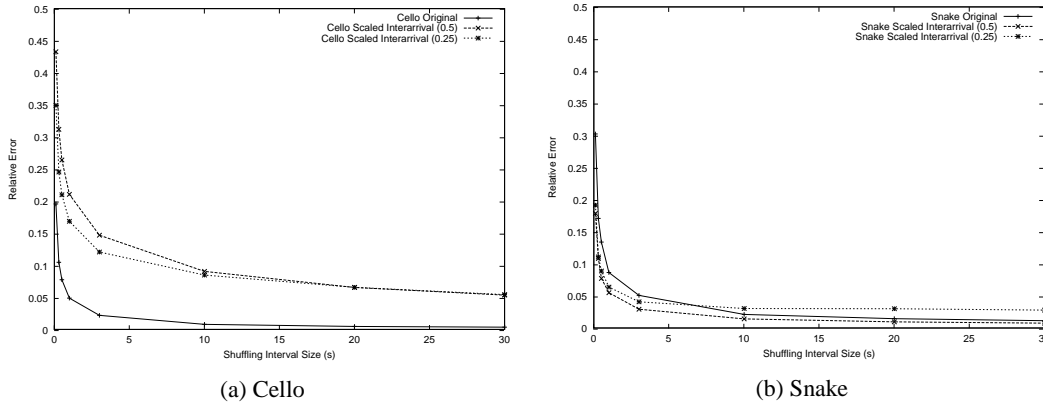 Cello Original
Cello Scaled Interarrival (0.5)
Cello Scaled Interarrival (0.25)
0.5
0.45
0.4
0.35
0.3
0.25
0.2
0.15
0.1
0.05
0
Relative Error
0 5 10 15 20 25 30
Shuffling Interval Size (s)
(a) Cello
Snake Original
Snake Scaled Interarrival (0.5)
Snake Scaled Interarrival (0.25)
0.5
0.45
0.4
0.35
0.3
0.25
0.2
0.15
0.1
0.05
0
Relative Error
0 5 10 15 20 25 30
Shuffling Interval Size (s)
(b) Snake